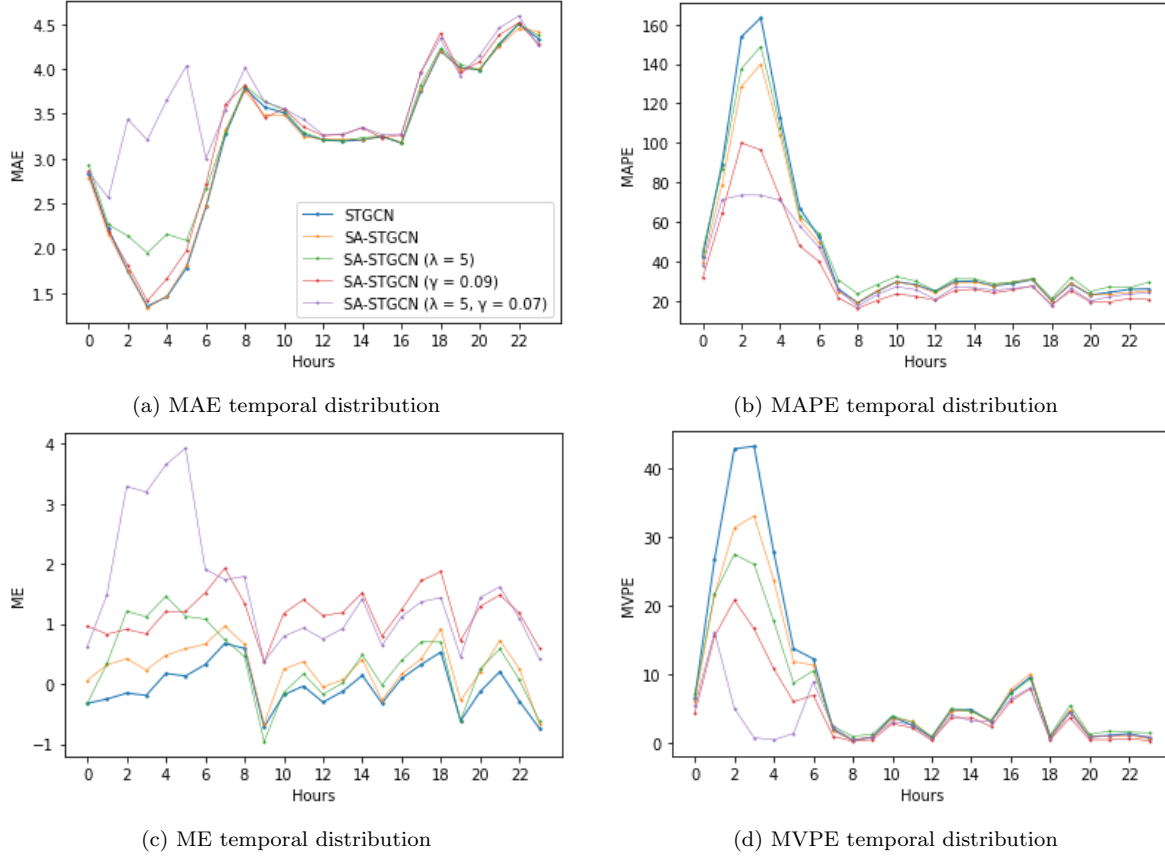 4.5
4.0
3.5
3.0
2.5
2.0
1.5
MAE
STGCN
SA-STGCN
SA-STGCN (λ = 5)
SA-STGCN (γ = 0.09)
SA-STGCN (λ = 5, γ = 0.07)
0 2 4 6 8 10 12 14 16 18 20 22
Hours
(a) MAE temporal distribution
160
140
120
100
80
60
40
20
MAPE
0 2 4 6 8 10 12 14 16 18 20 22
Hours
(b) MAPE temporal distribution
4
3
2
1
0
−1
ME
0 2 4 6 8 10 12 14 16 18 20 22
Hours
(c) ME temporal distribution
40
30
20
10
0
MVPE
0 2 4 6 8 10 12 14 16 18 20 22
Hours
(d) MVPE temporal distribution